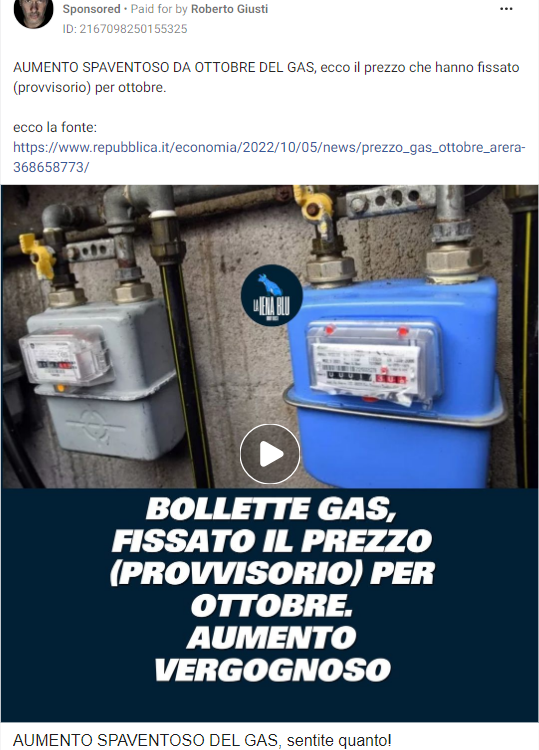 Sponsored • Paid for by Roberto Giusti
ID: 2167098250155325
AUMENTO SPAVENTOSO DA OTTOBRE DEL GAS, ecco il prezzo che hanno fissato
(provvisorio) per ottobre.
ecco la fonte:
https://www.repubblica.it/economia/2022/10/05/news/prezzo_gas_ottobre_arera-
368658773/
LA
IENA BLU
BOLLETTE GAS,
FISSATO IL PREZZO
(PROVVISORIO) PER
OTTOBRE.
AUMENTO
VERGOGNOSO
AUMENTO SPAVENTOSO DEL GAS, sentite quanto!